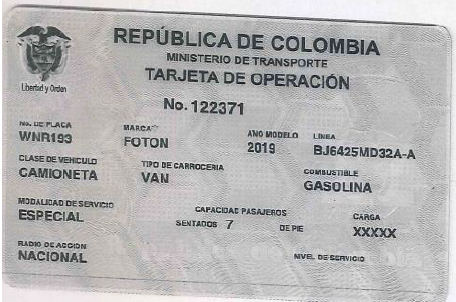 REPÚBLICA DE COLOMBIA
MINISTERIO DE TRANSPORTE
TARJETA DE OPERACIÓN
Libertad y Orden
No. 122371
No. DE PLACA MARCA AÑO MODELO LÍNEA
WNR193 FOTON 2019 BJ6425MD32A-A
CLASE DE VEHICULO TIPO DE CARROCERIA COMBUSTIBLE
CAMIONETA VAN GASOLINA
MODALIDAD DE SERVICIO CAPACIDAD PASAJEROS CARGA
ESPECIAL SENTADOS 7 DE PIE XXXXX
RADIO DE ACCION NIVEL DE SERVICIO
NACIONAL